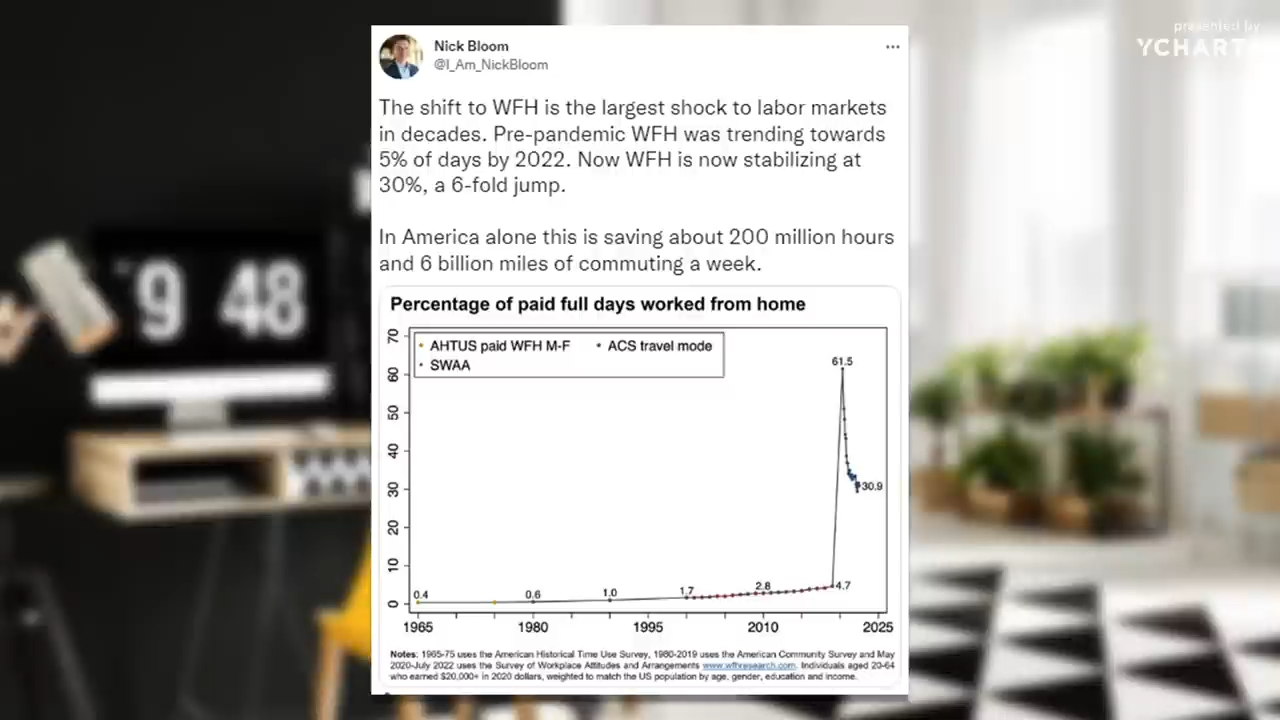 presented by
YCHARTS
Nick Bloom
@I_Am_NickBloom
The shift to WFH is the largest shock to labor markets
in decades. Pre-pandemic WFH was trending towards
5% of days by 2022. Now WFH is now stabilizing at
30%, a 6-fold jump.
In America alone this is saving about 200 million hours
and 6 billion miles of commuting a week.
Percentage of paid full days worked from home
AHTUS paid WFH M-F
ACS travel mode
SWAA
70
60
50
40
30
20
10
0
61.5
30.9
0.4
0.6
1.0
1.7
2.8
4.7
1965
1980
1995
2010
2025
Notes: 1965-75 uses the American Historical Time Use Survey, 1980-2019 uses the American Community Survey and May
2020-July 2022 uses the Survey of Workplace Attitudes and Arrangements www.wfhresearch.com. Individuals aged 20-64
who earned $20,000+ in 2020 dollars, weighted to match the US population by age, gender, education and income.
9 48